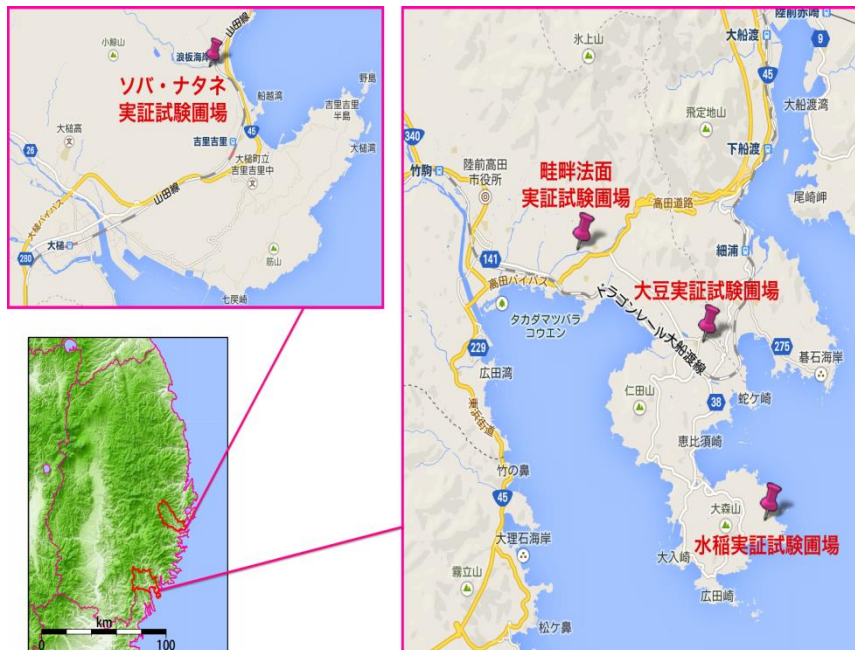 小鯨山
山田線
浪板海岸
ソバ・ナタネ
実証試験圃場
船越湾
野島
吉里吉里
半島
大槌高
45
吉里吉里
大槌湾
26
大槌町立
吉里吉里中
大槌バイパス
山田線
大槌
280
筋山
七戻崎
陸前赤崎
大船渡
氷上山
9
45
大船渡湾
飛定地山
340
竹駒
陸前高田
市役所
下船渡
畦畔法面
実証試験圃場
高田道路
尾崎岬
細浦
141
高田バイパス
大豆実証試験圃場
タカダマツバラ
コウエン
ドラゴンレール大船渡線
229
275
広田湾
碁石海岸
仁田山
東浜街道
38
蛇ケ崎
恵比須崎
竹の鼻
45
大森山
大理石海岸
水稲実証試験圃場
大入崎
霧立山
広田崎
松ケ鼻
km
0
100